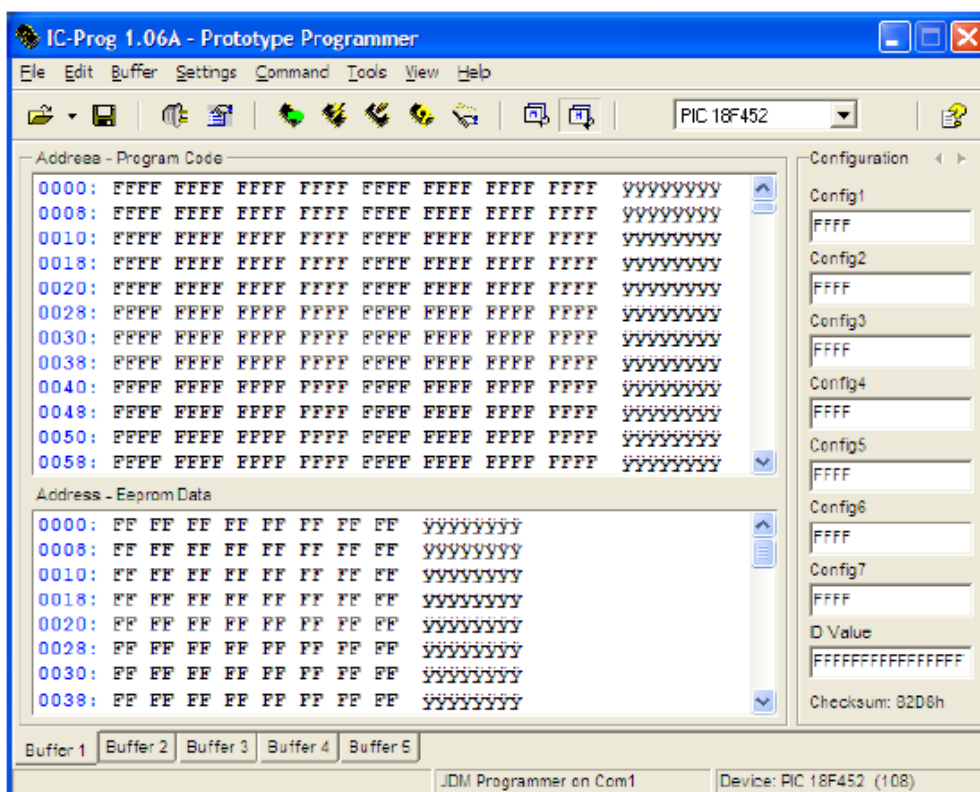 IC-Prog 1.06A - Prototype Programmer
File Edit Buffer Settings Command Tools View Help
PIC 18F452
Address - Program Code
0000: FFFF FFFF FFFF FFFF FFFF FFFF FFFF FFFF ÿÿÿÿÿÿÿÿ
0008: FFFF FFFF FFFF FFFF FFFF FFFF FFFF FFFF ÿÿÿÿÿÿÿÿ
0010: FFFF FFFF FFFF FFFF FFFF FFFF FFFF FFFF ÿÿÿÿÿÿÿÿ
0018: FFFF FFFF FFFF FFFF FFFF FFFF FFFF FFFF ÿÿÿÿÿÿÿÿ
0020: FFFF FFFF FFFF FFFF FFFF FFFF FFFF FFFF ÿÿÿÿÿÿÿÿ
0028: FFFF FFFF FFFF FFFF FFFF FFFF FFFF FFFF ÿÿÿÿÿÿÿÿ
0030: FFFF FFFF FFFF FFFF FFFF FFFF FFFF FFFF ÿÿÿÿÿÿÿÿ
0038: FFFF FFFF FFFF FFFF FFFF FFFF FFFF FFFF ÿÿÿÿÿÿÿÿ
0040: FFFF FFFF FFFF FFFF FFFF FFFF FFFF FFFF ÿÿÿÿÿÿÿÿ
0048: FFFF FFFF FFFF FFFF FFFF FFFF FFFF FFFF ÿÿÿÿÿÿÿÿ
0050: FFFF FFFF FFFF FFFF FFFF FFFF FFFF FFFF ÿÿÿÿÿÿÿÿ
0058: FFFF FFFF FFFF FFFF FFFF FFFF FFFF FFFF ÿÿÿÿÿÿÿÿ
Address - Eeprom Data
0000: FF FF FF FF FF FF FF FF ÿÿÿÿÿÿÿÿ
0008: FF FF FF FF FF FF FF FF ÿÿÿÿÿÿÿÿ
0010: FF FF FF FF FF FF FF FF ÿÿÿÿÿÿÿÿ
0018: FF FF FF FF FF FF FF FF ÿÿÿÿÿÿÿÿ
0020: FF FF FF FF FF FF FF FF ÿÿÿÿÿÿÿÿ
0028: FF FF FF FF FF FF FF FF ÿÿÿÿÿÿÿÿ
0030: FF FF FF FF FF FF FF FF ÿÿÿÿÿÿÿÿ
0038: FF FF FF FF FF FF FF FF ÿÿÿÿÿÿÿÿ
Configuration
Config1
FFFF
Config2
FFFF
Config3
FFFF
Config4
FFFF
Config5
FFFF
Config6
FFFF
Config7
FFFF
ID Value
FFFFFFFFFFFFFFFF
Checksum: 82D8h
Buffer 1 Buffer 2 Buffer 3 Buffer 4 Buffer 5
JDM Programmer on Com1 Device: PIC 18F452 (108)